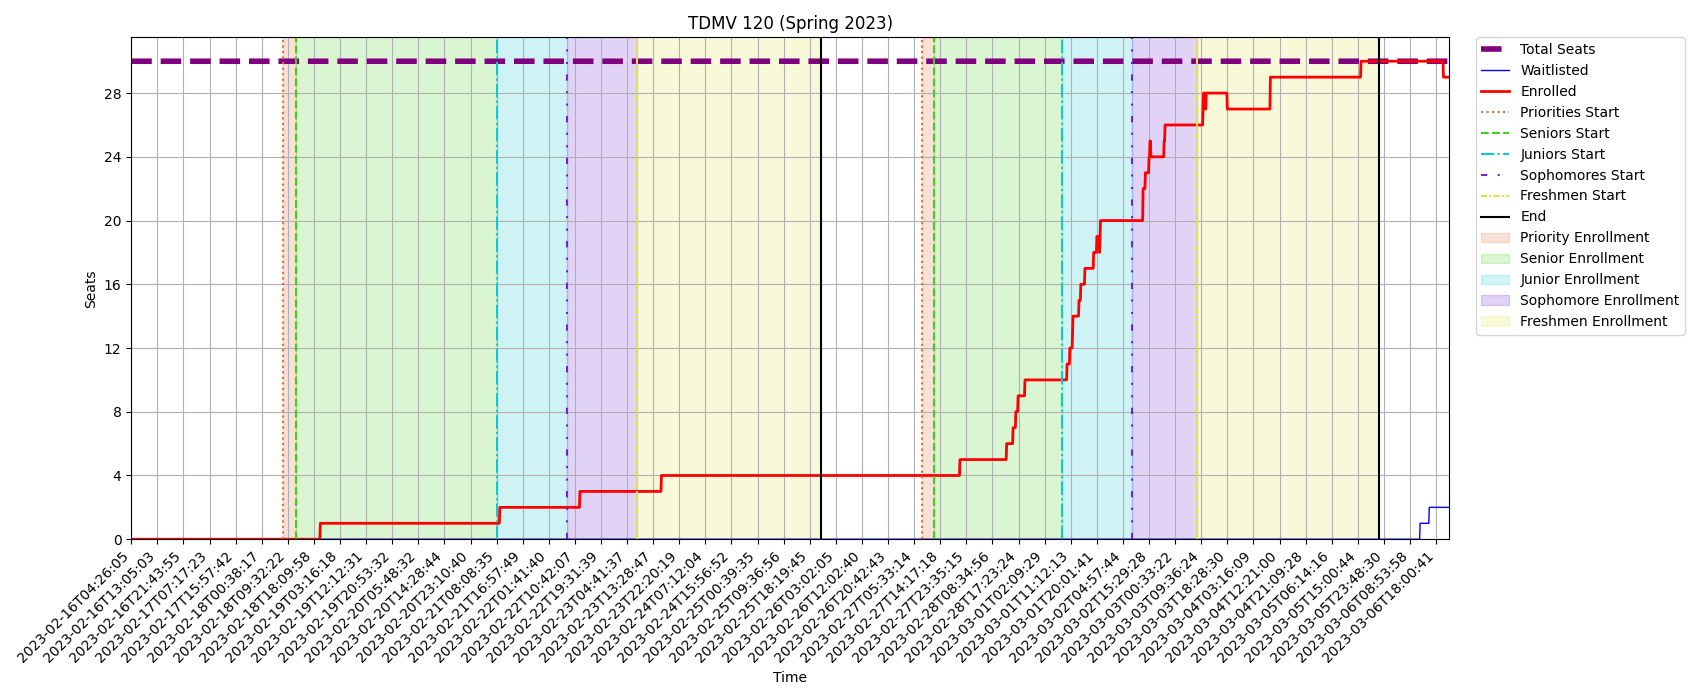 TDMV 120 (Spring 2023)
Seats
28
24
20
16
12
8
4
0
2023-02-16T04:26:05
2023-02-16T13:05:03
2023-02-16T21:43:55
2023-02-17T07:17:23
2023-02-17T15:57:42
2023-02-18T00:38:17
2023-02-18T09:32:22
2023-02-18T18:09:58
2023-02-19T03:16:18
2023-02-19T12:12:31
2023-02-19T20:53:32
2023-02-20T05:48:32
2023-02-20T14:28:44
2023-02-20T23:10:40
2023-02-21T08:08:35
2023-02-21T16:57:49
2023-02-22T01:41:40
2023-02-22T10:42:07
2023-02-22T19:31:39
2023-02-23T04:41:37
2023-02-23T13:28:47
2023-02-23T22:20:19
2023-02-24T07:12:04
2023-02-24T15:56:52
2023-02-25T00:39:35
2023-02-25T09:36:56
2023-02-25T18:19:45
2023-02-26T03:02:05
2023-02-26T12:02:40
2023-02-26T20:42:43
2023-02-27T05:33:14
2023-02-27T14:17:18
2023-02-27T23:35:15
2023-02-28T08:34:56
2023-02-28T17:23:24
2023-03-01T02:09:29
2023-03-01T11:12:13
2023-03-01T20:01:41
2023-03-02T04:57:44
2023-03-02T15:29:28
2023-03-03T00:33:22
2023-03-03T09:36:24
2023-03-03T18:28:30
2023-03-04T03:16:09
2023-03-04T12:21:00
2023-03-04T21:09:28
2023-03-05T06:14:16
2023-03-05T15:00:44
2023-03-05T23:48:30
2023-03-06T08:53:58
2023-03-06T18:00:41
Time
Total Seats
Waitlisted
Enrolled
Priorities Start
Seniors Start
Juniors Start
Sophomores Start
Freshmen Start
End
Priority Enrollment
Senior Enrollment
Junior Enrollment
Sophomore Enrollment
Freshmen Enrollment